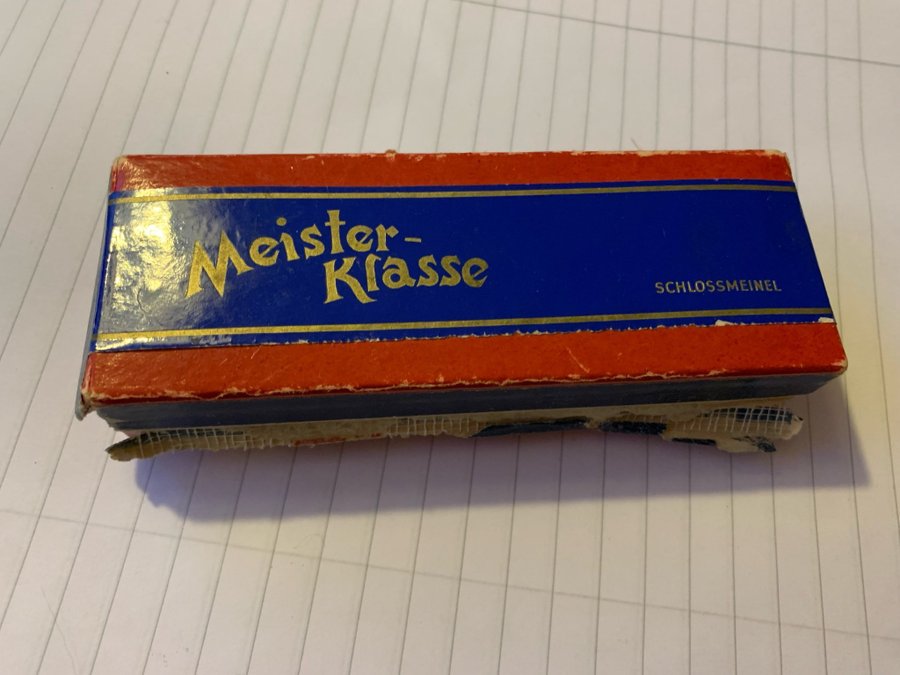 Meister-
Klasse
SCHLOSSMEINEL